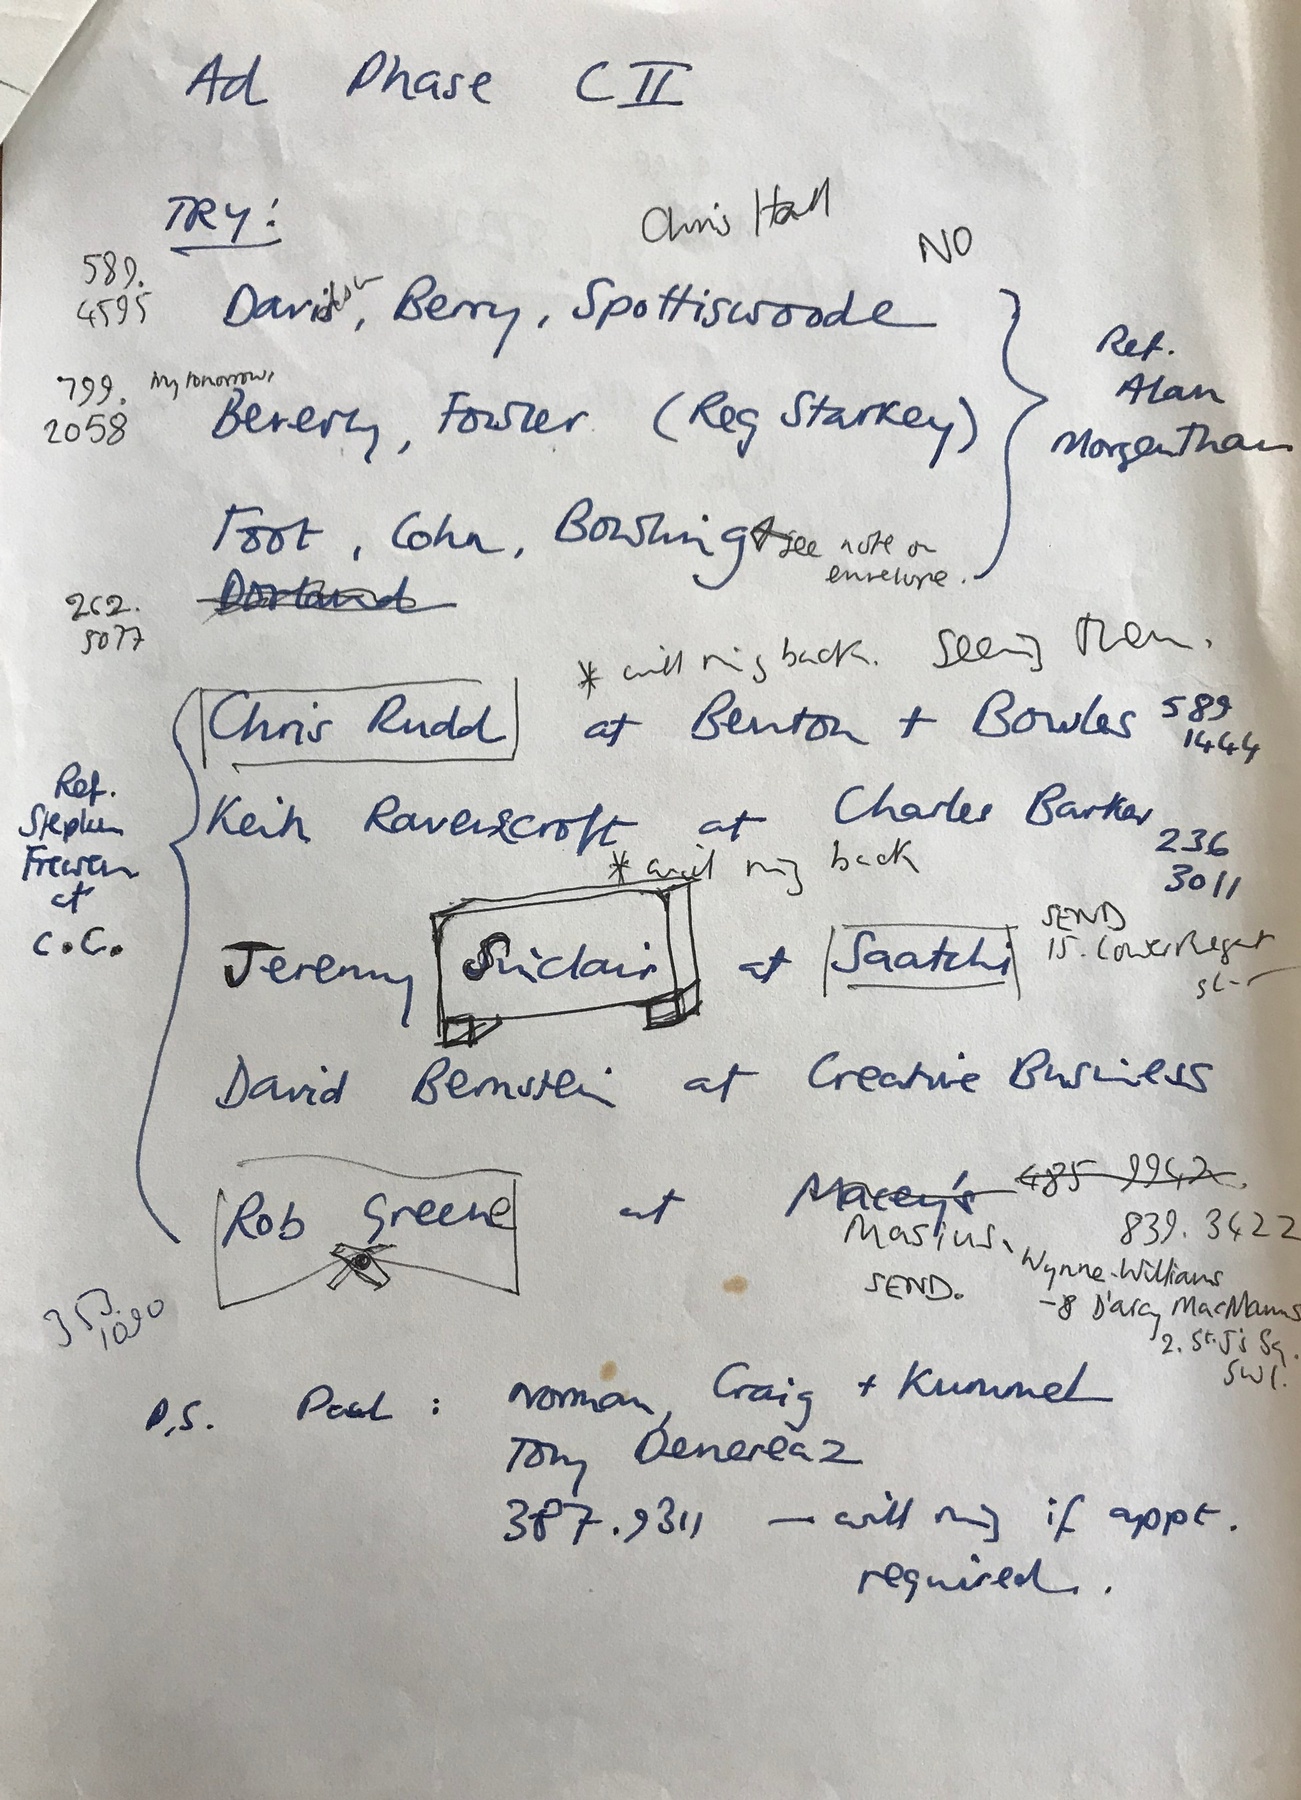 Ad Phase C II
TRY:
Chris Hall
NO
589.
4595
Davidson, Berry, Spottiswoode
799.
2058
try tomorrow
Beverly, Fowler (Reg Starkey)
Ref.
Alan
Morgenthau
Foot, Cohn, Bowling
see note on
envelope.
Dorland
262.
5077
* will ring back. Seeing them.
Chris Rudd at Benton + Bowles 589
1444
Ref.
Stephen
Frewen
at
C.C.
Keith Ravenscroft at Charles Barker
236
3011
* will ring back
Jeremy Sinclair at Saatchi
SEND
15. Lower Regent
St
David Bernstein at Creative Business
Rob Greene at Macey's 485 9942.
Masius. 839. 3422
Wynne-Williams
SEND.
-8 D'arcy MacManus
2. St. J's Sq.
SW1.
353.
1090
P.S. Paul: Norman, Craig + Kummel
Tony Denereaz
387.9311 — will ring if appt.
required.